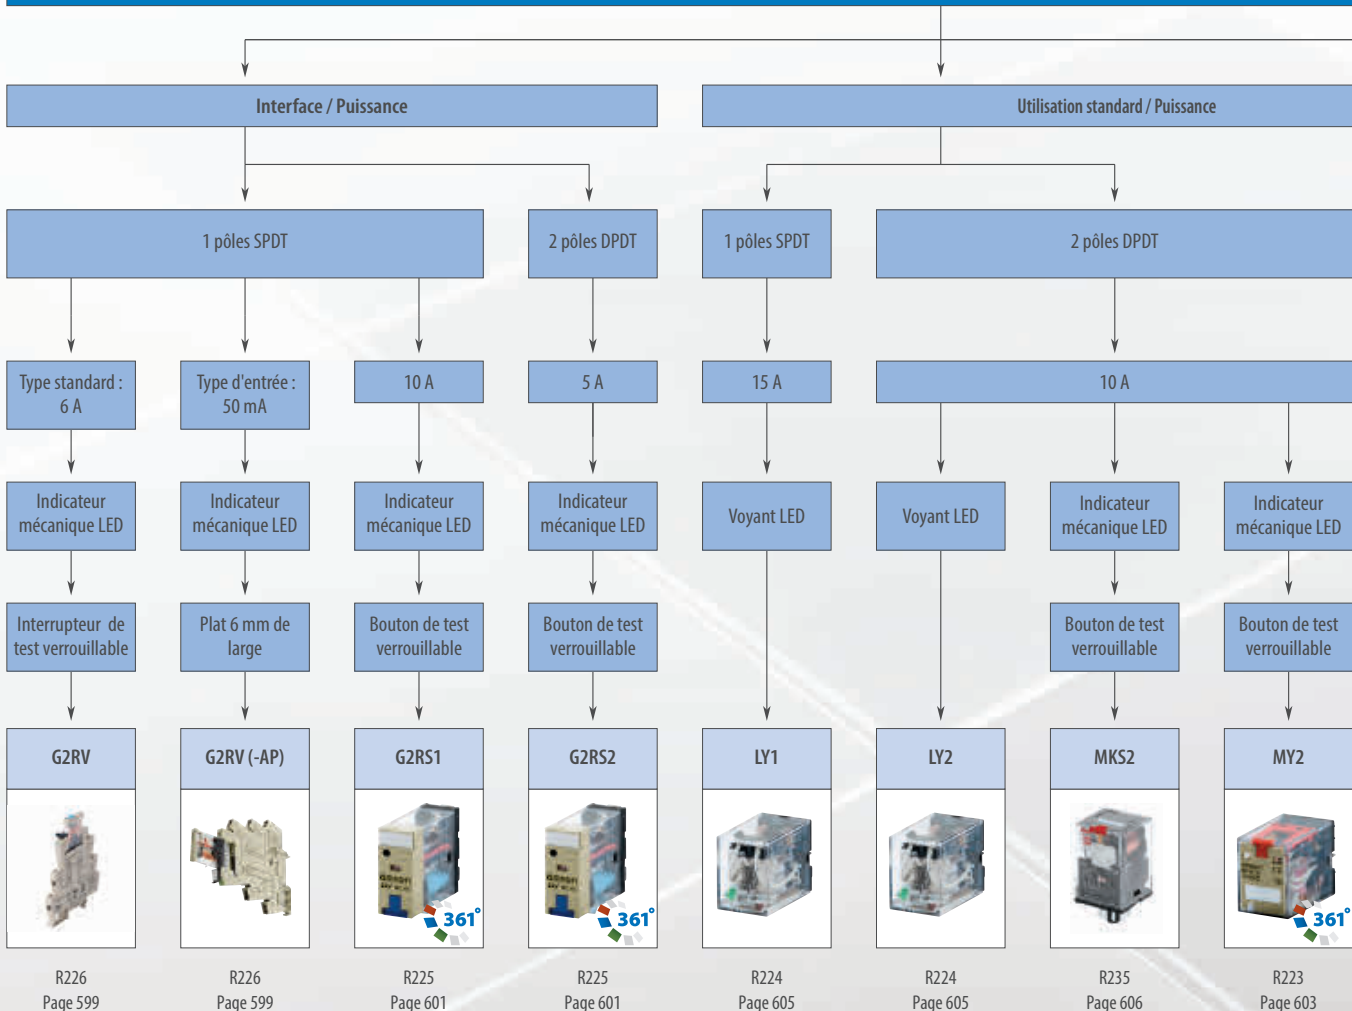 Interface / Puissance
Utilisation standard / Puissance
1 pôles SPDT
2 pôles DPDT
1 pôles SPDT
2 pôles DPDT
Type standard :
6 A
Type d'entrée :
50 mA
10 A
5 A
15 A
10 A
Indicateur
mécanique LED
Indicateur
mécanique LED
Indicateur
mécanique LED
Indicateur
mécanique LED
Voyant LED
Voyant LED
Indicateur
mécanique LED
Indicateur
mécanique LED
Interrupteur de
test verrouillable
Plat 6 mm de
large
Bouton de test
verrouillable
Bouton de test
verrouillable
Bouton de test
verrouillable
Bouton de test
verrouillable
G2RV
G2RV (-AP)
G2RS1
G2RS2
LY1
LY2
MKS2
MY2
361°
361°
361°
R226
Page 599
R226
Page 599
R225
Page 601
R225
Page 601
R224
Page 605
R224
Page 605
R235
Page 606
R223
Page 603